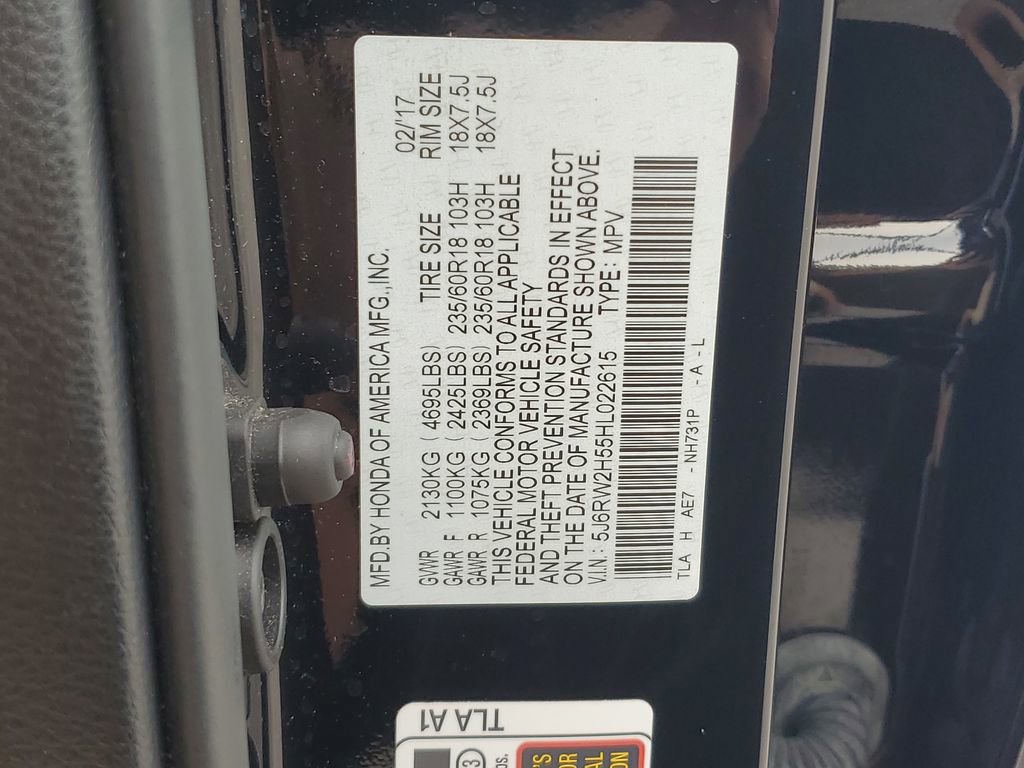 MFD.BY HONDA OF AMERICA MFG.,INC. 02/'17
TIRE SIZE RIM SIZE
GVWR 2130KG ( 4695LBS)
GAWR F 1100KG ( 2425LBS) 235/60R18 103H 18X7.5J
GAWR R 1075KG ( 2369LBS) 235/60R18 103H 18X7.5J
THIS VEHICLE CONFORMS TO ALL APPLICABLE
FEDERAL MOTOR VEHICLE SAFETY
AND THEFT PREVENTION STANDARDS IN EFFECT
ON THE DATE OF MANUFACTURE SHOWN ABOVE.
V.I.N.: 5J6RW2H55HL022615 TYPE: MPV
TLA H AE7 - NH731P - A - L
TLA A1